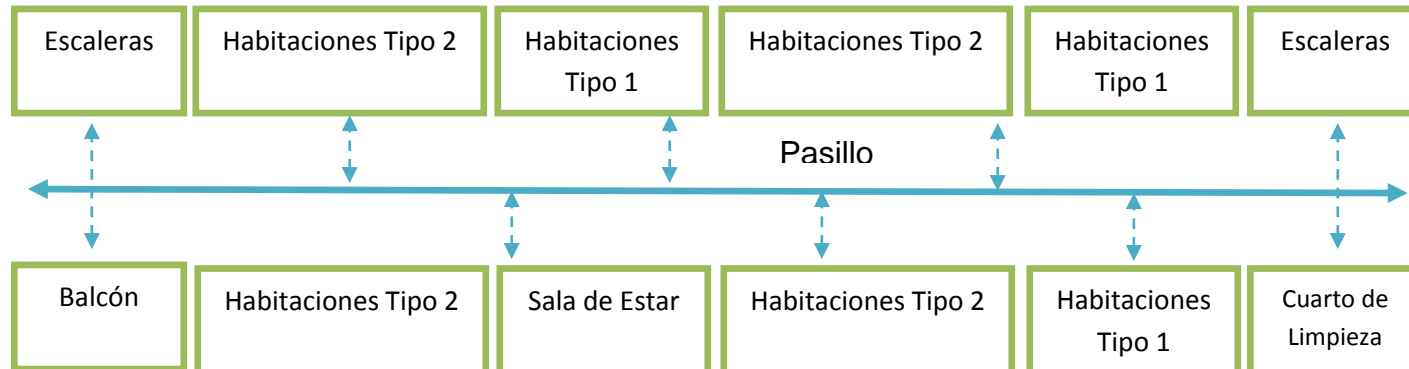 Escaleras
Habitaciones Tipo 2
Habitaciones
Tipo 1
Habitaciones Tipo 2
Habitaciones
Tipo 1
Escaleras
Pasillo
Balcón
Habitaciones Tipo 2
Sala de Estar
Habitaciones Tipo 2
Habitaciones
Tipo 1
Cuarto de
Limpieza